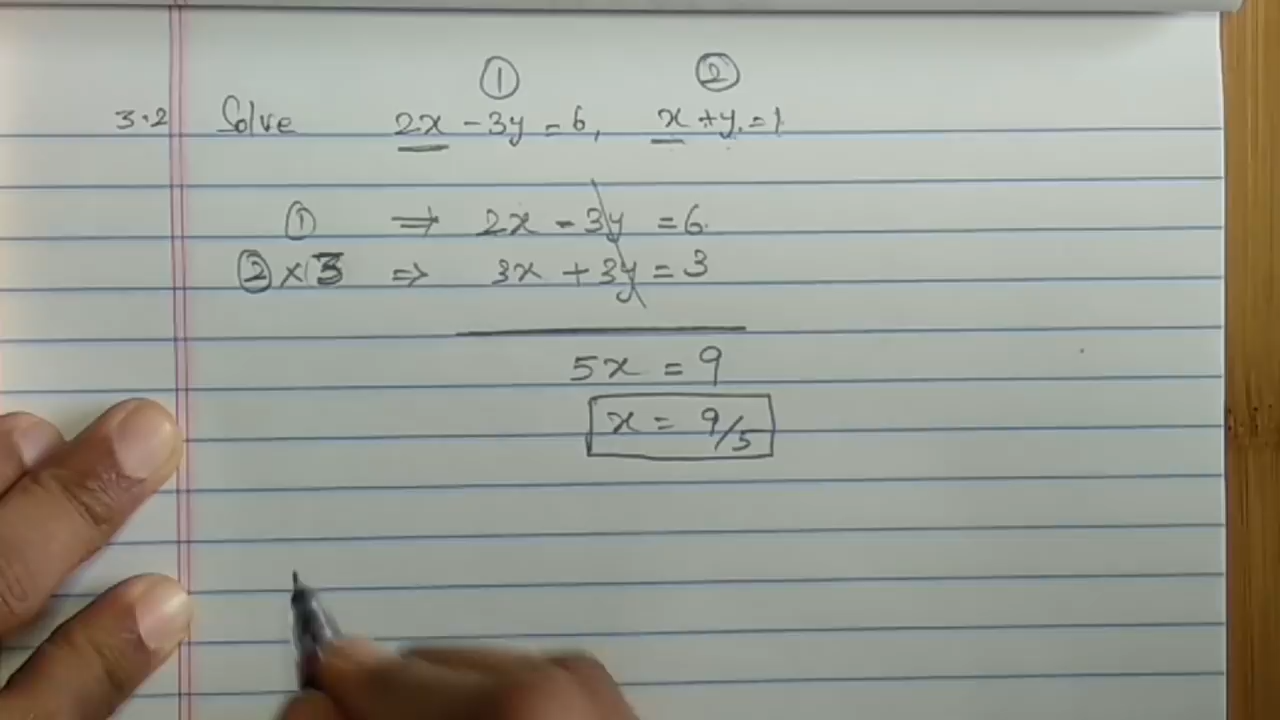 ① ②
3.2 Solve 2x - 3y = 6, x + y = 1
① ⇒ 2x - 3y = 6
② × 3 ⇒ 3x + 3y = 3
5x = 9
x = 9/5